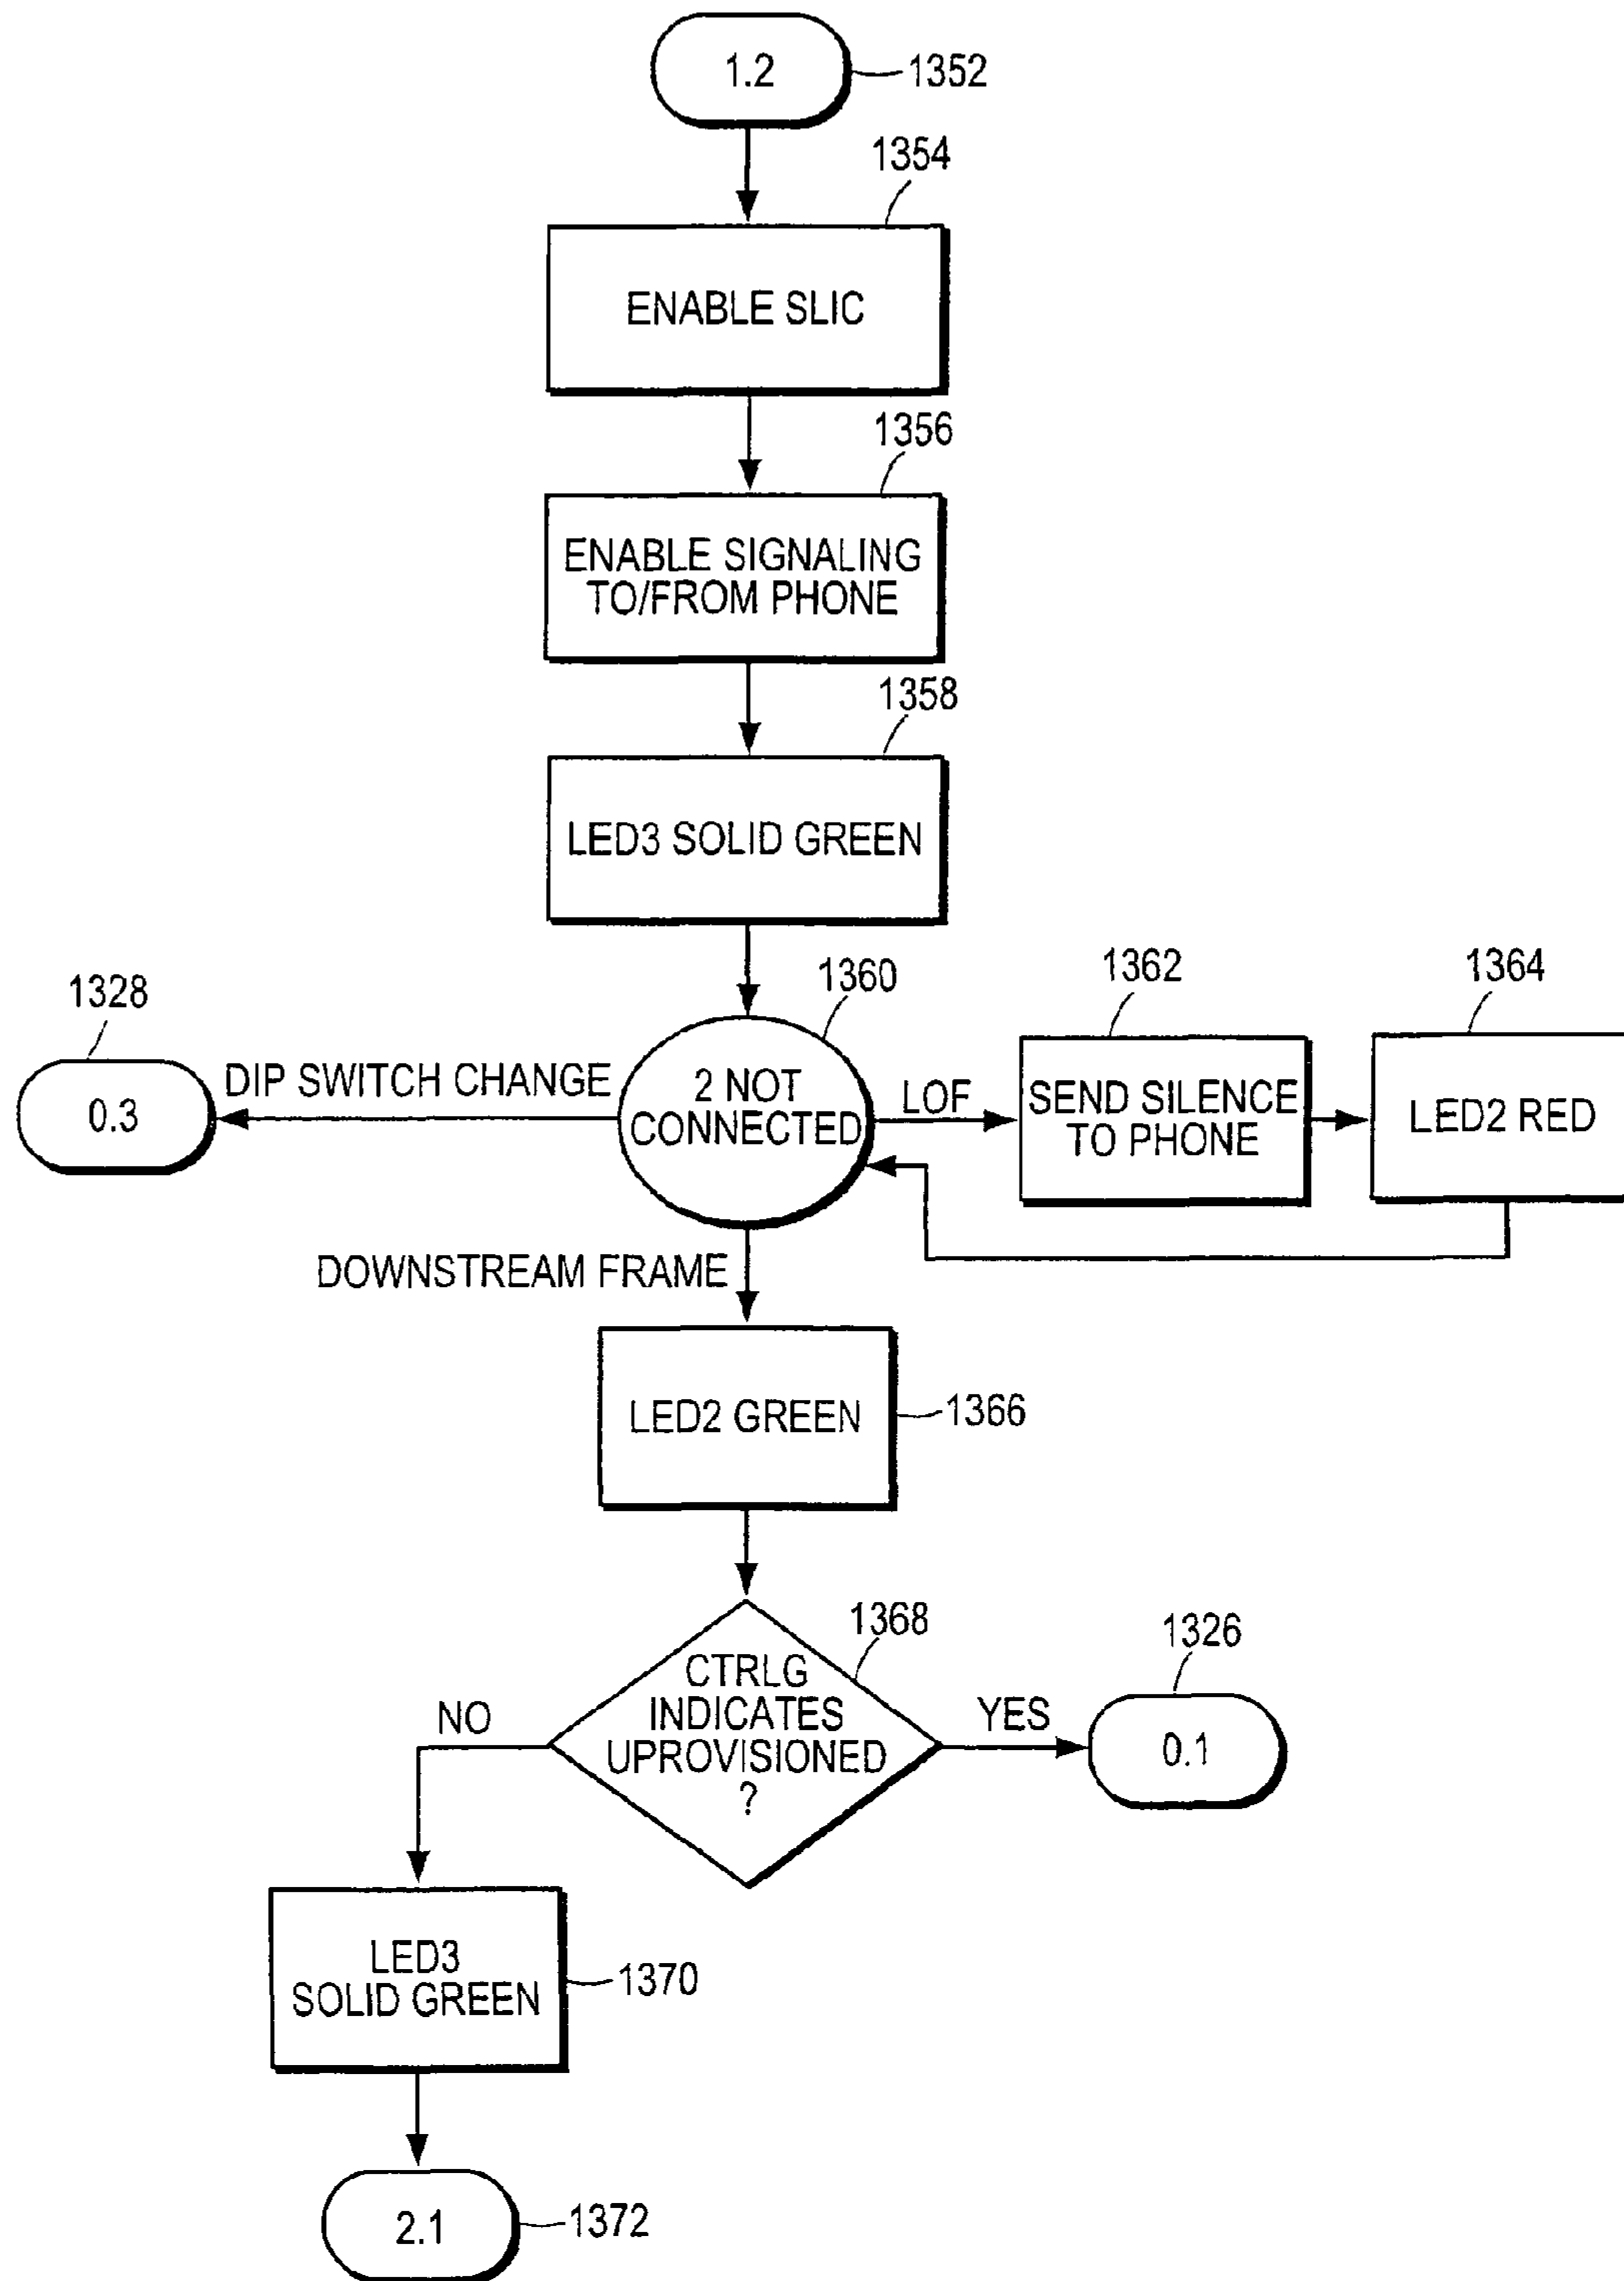 1.2
1352
1354
ENABLE SLIC
1356
ENABLE SIGNALING
TO/FROM PHONE
1358
LED3 SOLID GREEN
1328
0.3
DIP SWITCH CHANGE
1360
2 NOT
CONNECTED
LOF
1362
SEND SILENCE
TO PHONE
1364
LED2 RED
DOWNSTREAM FRAME
LED2 GREEN
1366
1368
CTRLG
INDICATES
UPROVISIONED
?
NO
YES
1326
0.1
LED3
SOLID GREEN
1370
2.1
1372